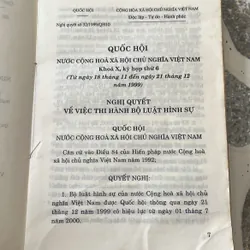 QUỐC HỘI CỘNG HOÀ XÃ HỘI CHỦ NGHĨA VIỆT NAM
Độc lập - Tự do - Hạnh phúc
Nghị quyết số
QUỐC HỘI
NƯỚC CỘNG HOÀ XÃ HỘI CHỦ NGHĨA VIỆT NAM
Khoá X, kỳ họp thứ 6
(Từ ngày 18 tháng 11 đến ngày 21 tháng 12
năm 1999)
NGHỊ QUYẾT
VỀ VIỆC THI HÀNH BỘ LUẬT HÌNH SỰ
QUỐC HỘI
NƯỚC CỘNG HOÀ XÃ HỘI CHỦ NGHĨA VIỆT NAM
Căn cứ vào Điều 84 của Hiến pháp nước Cộng hoà
xã hội chủ nghĩa Việt Nam năm 1992;
QUYẾT NGHỊ:
1. Bộ luật hình sự của nước Cộng hoà xã hội chủ
nghĩa Việt Nam được Quốc hội thông qua ngày 21
tháng 12 năm 1999 có hiệu lực từ ngày 01 tháng 7
năm 2000.
7